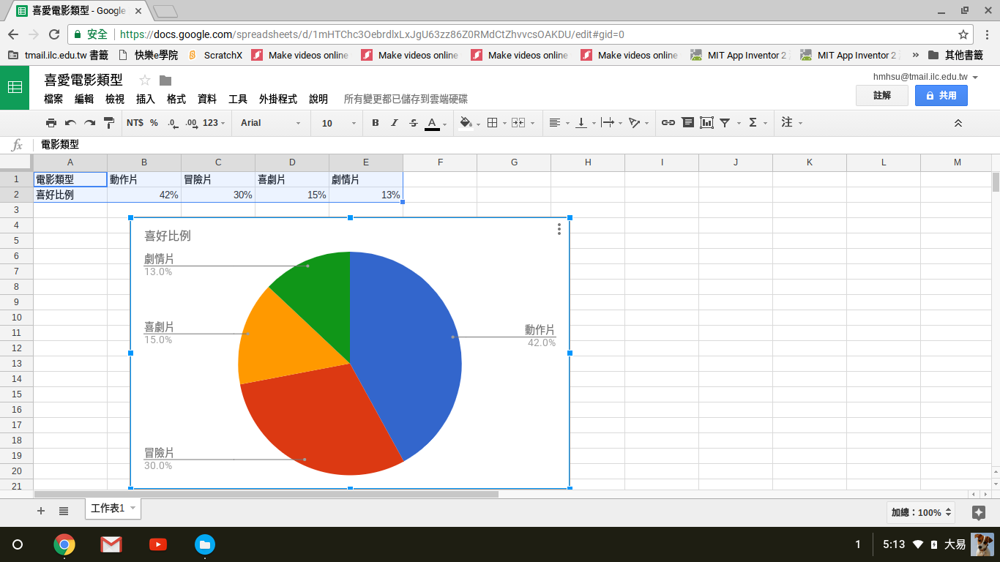 喜愛電影類型 - Google
安全 https://docs.google.com/spreadsheets/d/1mHTChc3OebrdlxLxJgU63zz86Z0RMdCtZhvvcsOAKDU/edit#gid=0
tmail.ilc.edu.tw 書籤 快樂e學院 ScratchX Make videos online Make videos online Make videos online Make videos online MIT App Inventor 2 MIT App Inventor 2 » 其他書籤
喜愛電影類型
hmhsu@tmail.ilc.edu.tw
檔案 編輯 檢視 插入 格式 資料 工具 外掛程式 說明 所有變更都已儲存到雲端硬碟
註解 共用
NT$ % .0 .00 123 Arial 10 B I S A Σ 注
fx 電影類型
A B C D E F G H I J K L M
1 電影類型 動作片 冒險片 喜劇片 劇情片
2 喜好比例 42% 30% 15% 13%
3
4
5
6
7
8
9
10
11
12
13
14
15
16
17
18
19
20
21
喜好比例
劇情片
13.0%
喜劇片
15.0%
動作片
42.0%
冒險片
30.0%
工作表1
加總：100%
1 5:13 大易